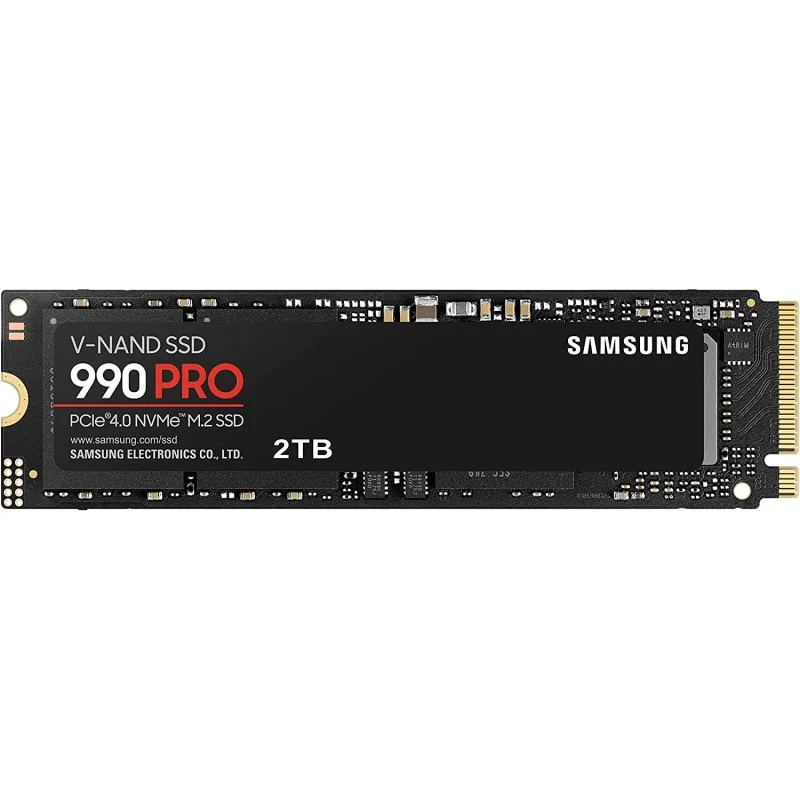 V-NAND SSD
990 PRO
PCIe® 4.0 NVMe™ M.2 SSD
www.samsung.com/ssd
SAMSUNG ELECTRONICS CO., LTD.
2TB
SAMSUNG